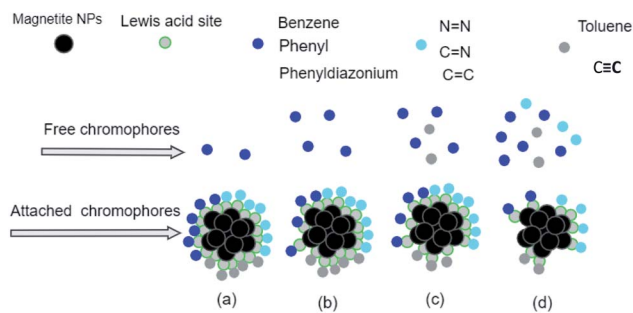 Magnetite NPs
Lewis acid site
Benzene
Phenyl
Phenyldiazonium
N=N
C=N
C=C
Toluene
C≡C
Free chromophores
Attached chromophores
(a)
(b)
(c)
(d)